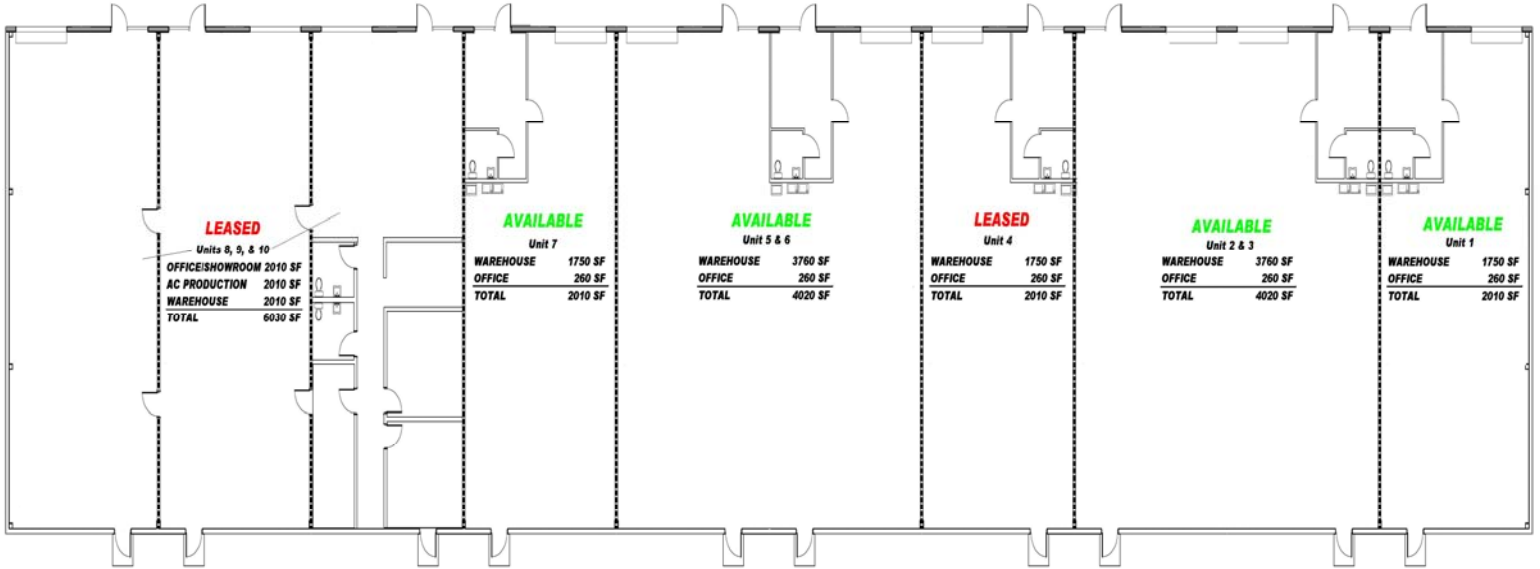 LEASED
Units 8, 9, & 10
OFFICE/SHOWROOM 2010 SF
AC PRODUCTION 2010 SF
WAREHOUSE 2010 SF
TOTAL 6030 SF
AVAILABLE
Unit 7
WAREHOUSE 1750 SF
OFFICE 260 SF
TOTAL 2010 SF
AVAILABLE
Unit 5 & 6
WAREHOUSE 3760 SF
OFFICE 260 SF
TOTAL 4020 SF
LEASED
Unit 4
WAREHOUSE 1750 SF
OFFICE 260 SF
TOTAL 2010 SF
AVAILABLE
Unit 2 & 3
WAREHOUSE 3760 SF
OFFICE 260 SF
TOTAL 4020 SF
AVAILABLE
Unit 1
WAREHOUSE 1750 SF
OFFICE 260 SF
TOTAL 2010 SF